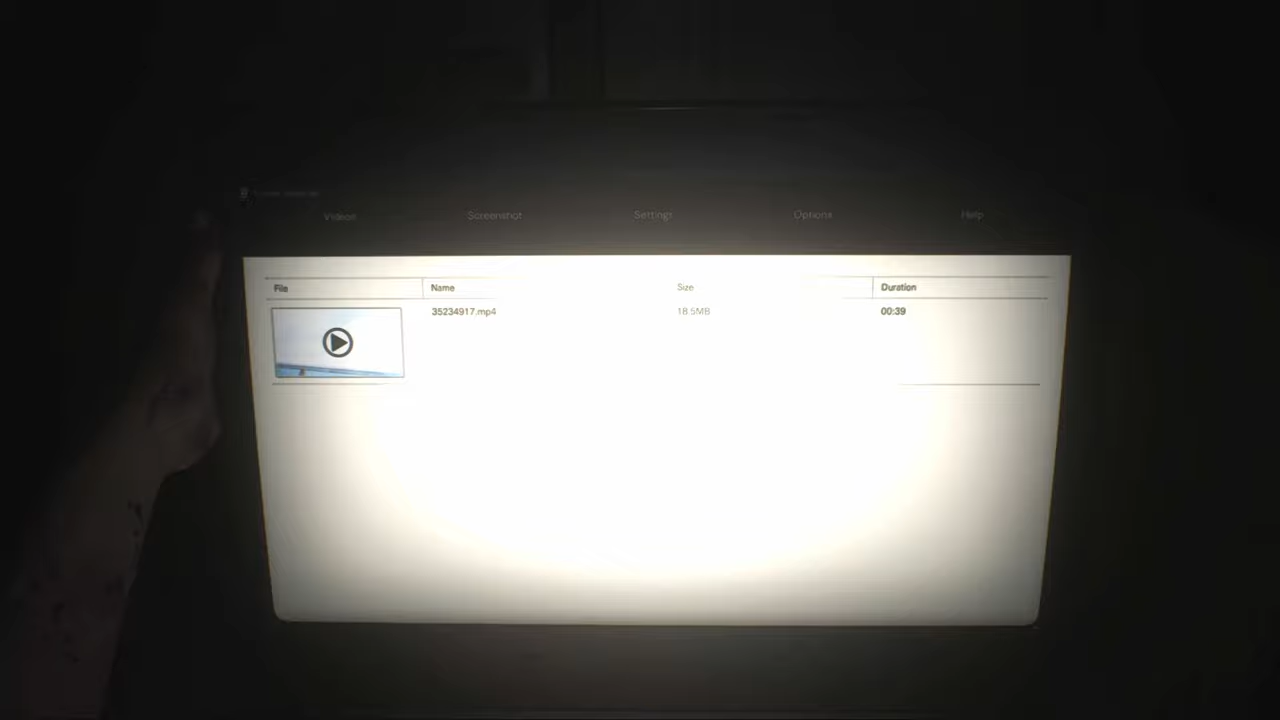 Videos Screenshot Settings Options Help
File Name Size Duration
35234917.mp4 18.5MB 00:39